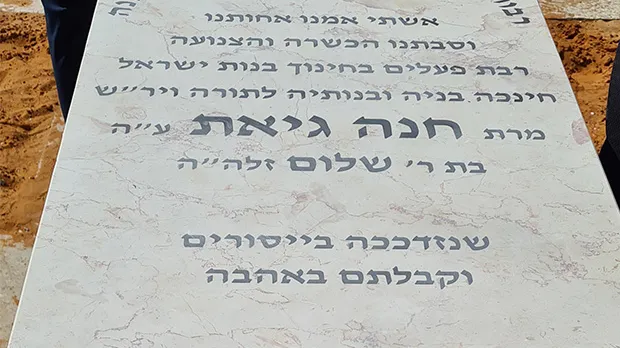 אשתי אמנו אחותנו
וסבתנו הכשרה והצנועה
רבת פעלים בחינוך בנות ישראל
חינכה בניה ובנותיה לתורה ויר״ש
מרת חנה גיאת ע״ה
בת ר׳ שלום זלה״ה
שנזדככה בייסורים
וקבלתם באהבה